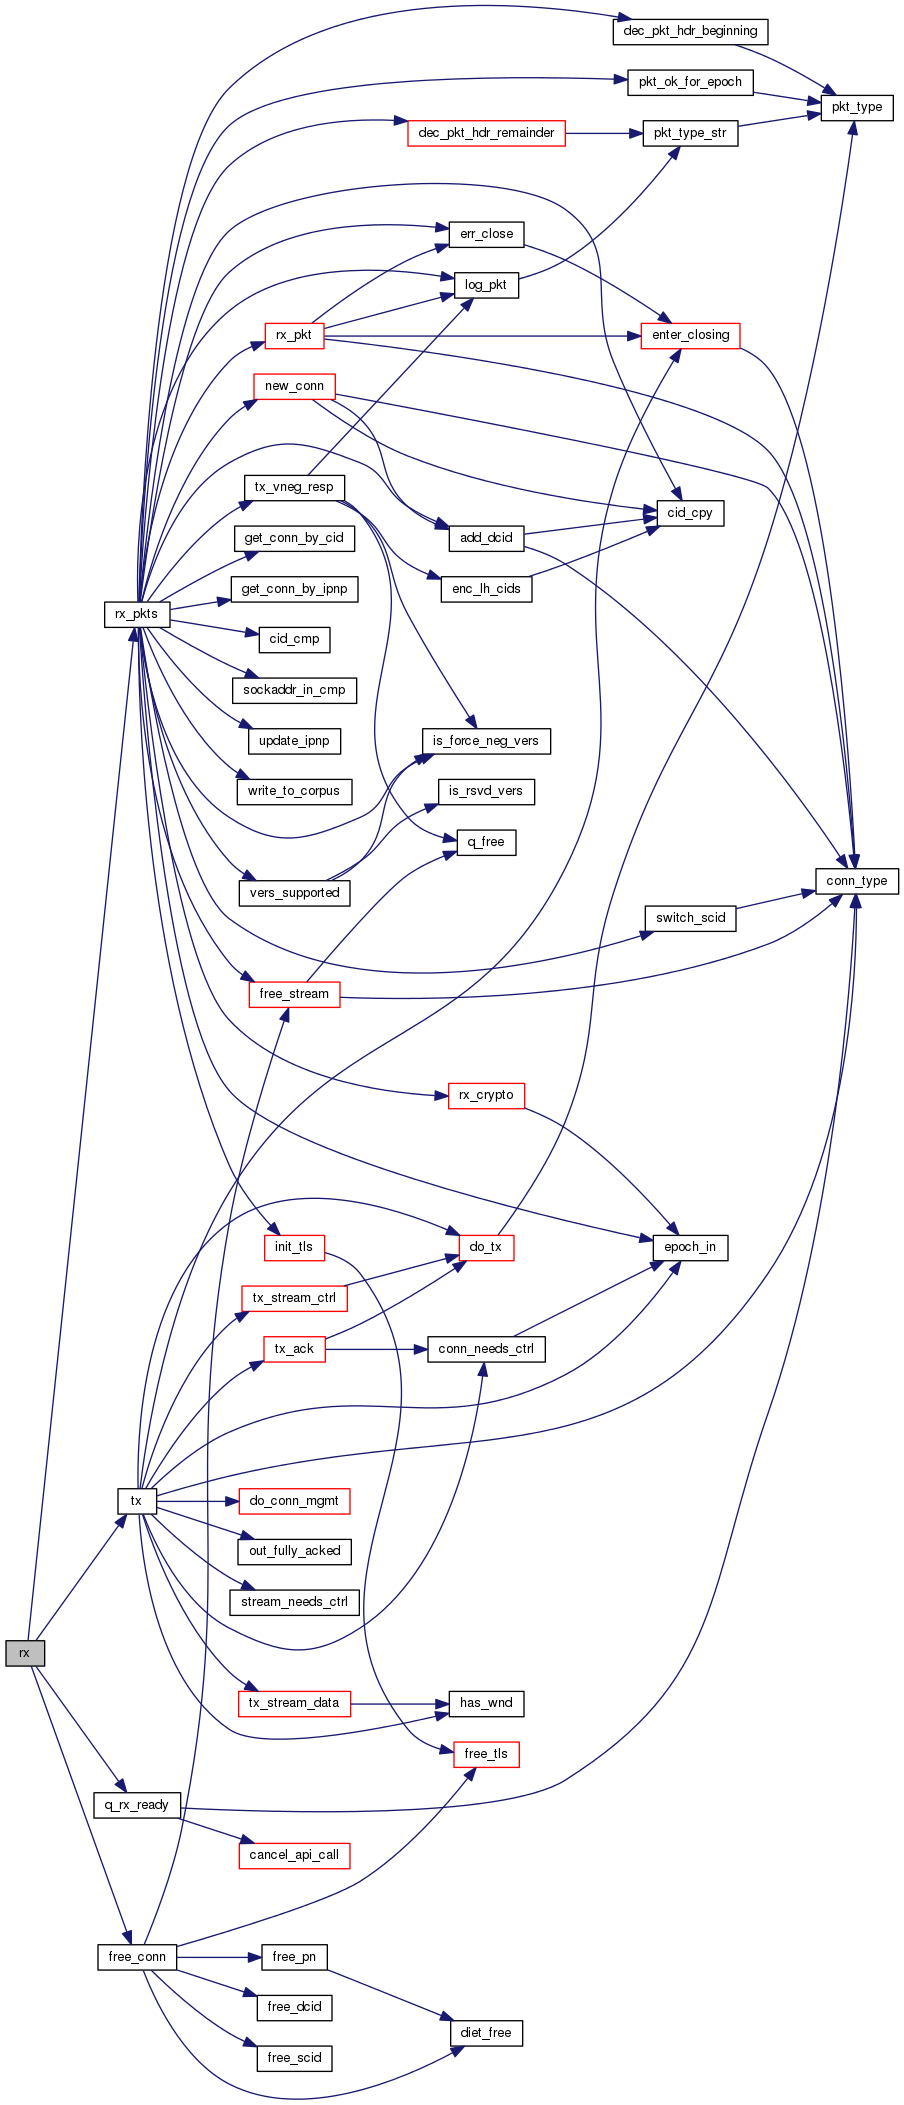 dec_pkt_hdr_beginning
pkt_ok_for_epoch
pkt_type
dec_pkt_hdr_remainder
pkt_type_str
err_close
log_pkt
rx_pkt
enter_closing
new_conn
tx_vneg_resp
cid_cpy
get_conn_by_cid
add_dcid
get_conn_by_ipnp
enc_lh_cids
rx_pkts
cid_cmp
sockaddr_in_cmp
update_ipnp
is_force_neg_vers
write_to_corpus
is_rsvd_vers
q_free
vers_supported
conn_type
switch_scid
free_stream
rx_crypto
init_tls
do_tx
epoch_in
tx_stream_ctrl
tx_ack
conn_needs_ctrl
tx
do_conn_mgmt
out_fully_acked
stream_needs_ctrl
rx
tx_stream_data
has_wnd
free_tls
q_rx_ready
cancel_api_call
free_conn
free_pn
free_dcid
diet_free
free_scid